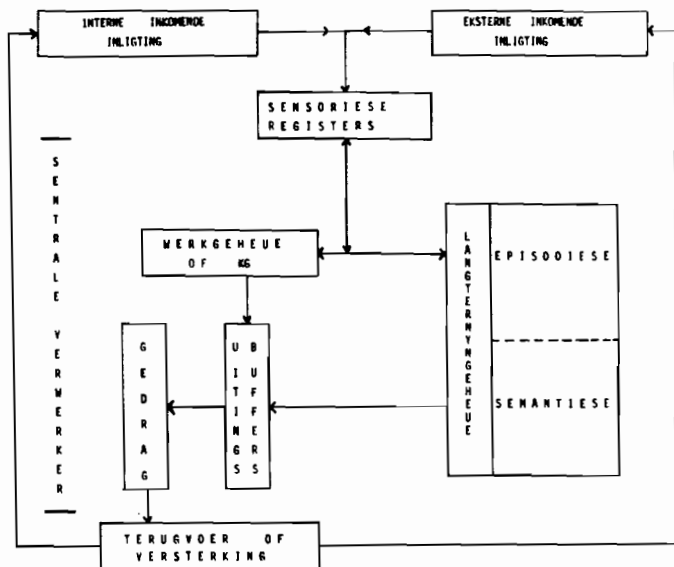 INTERNE INKOMENDE
INLIGTING
EKSTERNE INKOMENDE
INLIGTING
SENSORIESE
REGISTERS
SENTRALE VERWERKER
WERKGEHEUE
OF KG
LANGTERMYNGEHEUE
EPISODIESE
SEMANTIESE
GEDRAG
UITINGS
BUFFERS
TERUGVOER OF
VERSTERKING